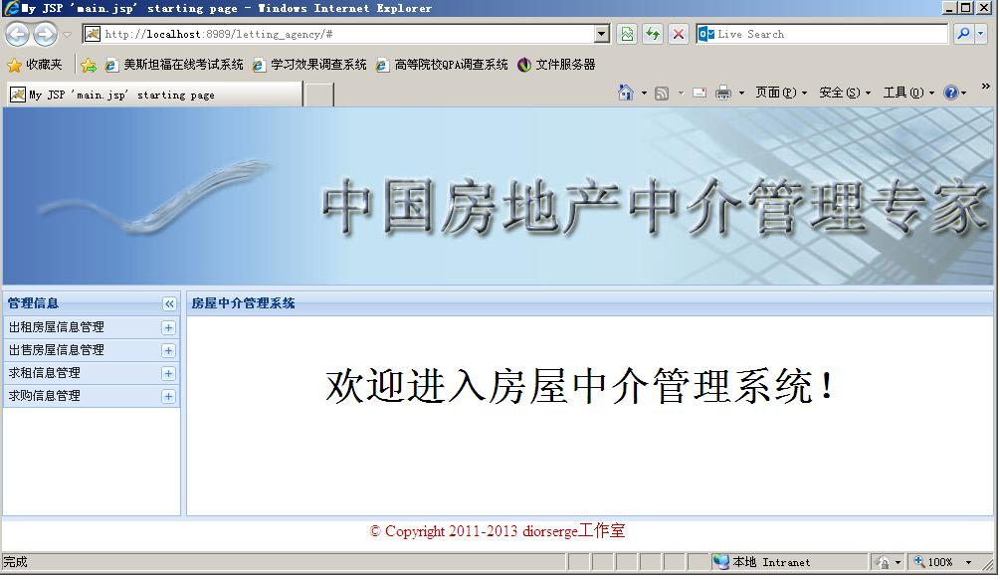 My JSP 'main.jsp' starting page - Windows Internet Explorer
http://localhost:8989/letting_agency/#
Live Search
收藏夹 美斯坦福在线考试系统 学习效果调查系统 高等院校QPA调查系统 文件服务器
My JSP 'main.jsp' starting page
页面(P) 安全(S) 工具(O) »
中国房地产中介管理专家
管理信息
房屋中介管理系统
出租房屋信息管理
出售房屋信息管理
求租信息管理
求购信息管理
欢迎进入房屋中介管理系统！
© Copyright 2011-2013 diorserge工作室
完成 本地 Intranet 100%